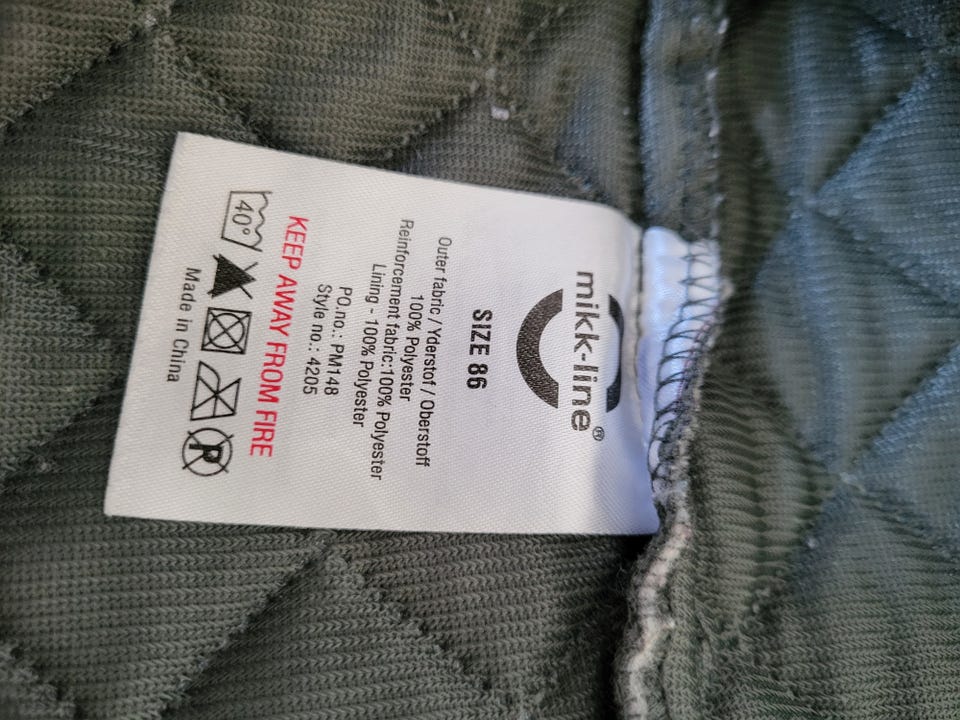 mikk-line®
SIZE 86
Outer fabric / Yderstof / Oberstoff
100% Polyester
Reinforcement fabric:100% Polyester
Lining - 100% Polyester
PO.no.: PM148
Style no.: 4205
KEEP AWAY FROM FIRE
40° P
Made in China